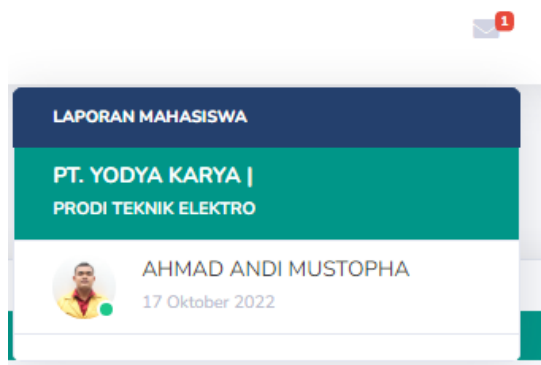 1
LAPORAN MAHASISWA
PT. YODYA KARYA |
PRODI TEKNIK ELEKTRO
AHMAD ANDI MUSTOPHA
17 Oktober 2022